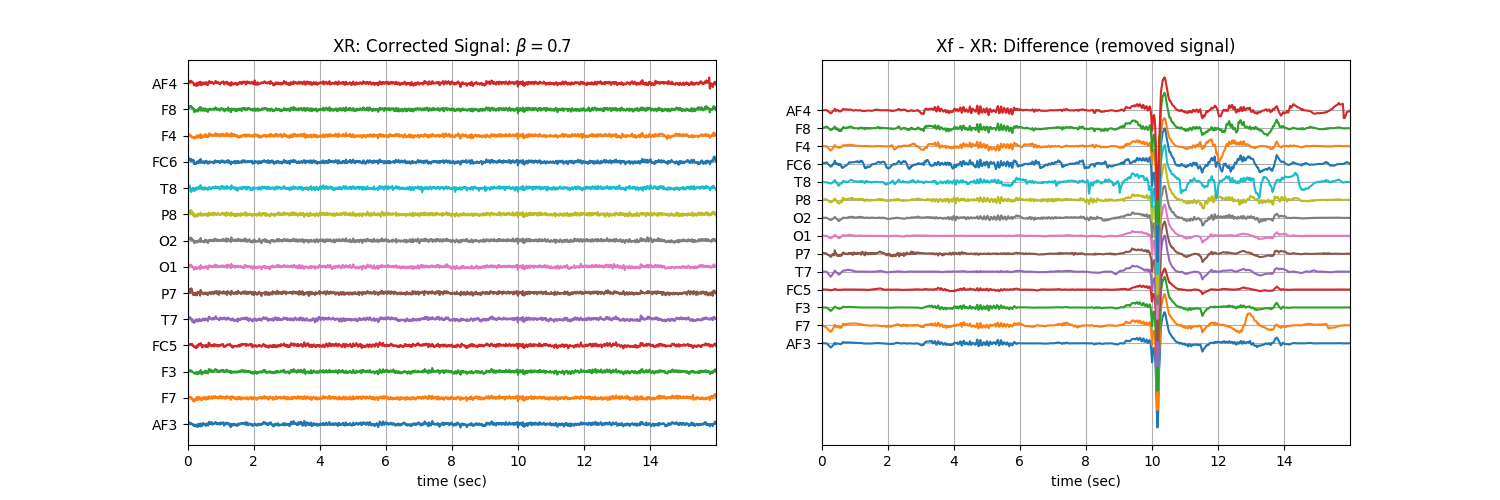 XR: Corrected Signal: β = 0.7
AF4
F8
F4
FC6
T8
P8
O2
O1
P7
T7
FC5
F3
F7
AF3
0 2 4 6 8 10 12 14
time (sec)
Xf - XR: Difference (removed signal)
AF4
F8
F4
FC6
T8
P8
O2
O1
P7
T7
FC5
F3
F7
AF3
0 2 4 6 8 10 12 14
time (sec)